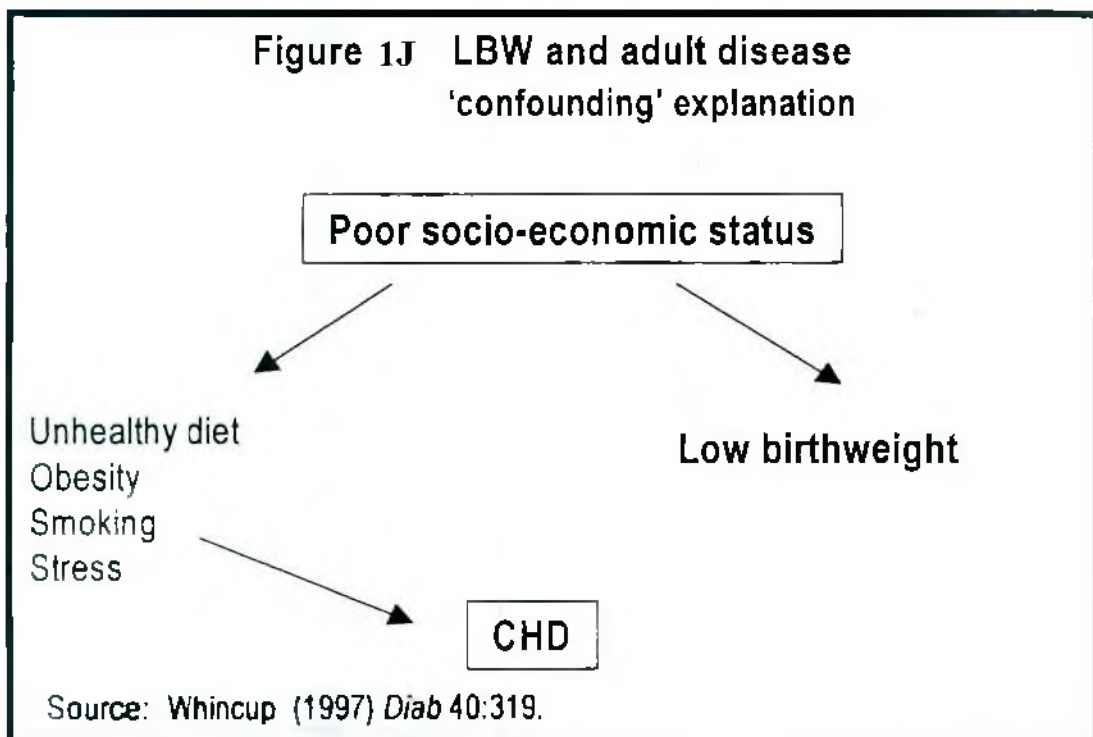 Figure 1J LBW and adult disease
'confounding' explanation
Poor socio-economic status
Unhealthy diet
Obesity
Smoking
Stress
Low birthweight
CHD
Source: Whincup (1997) Diab 40:319.